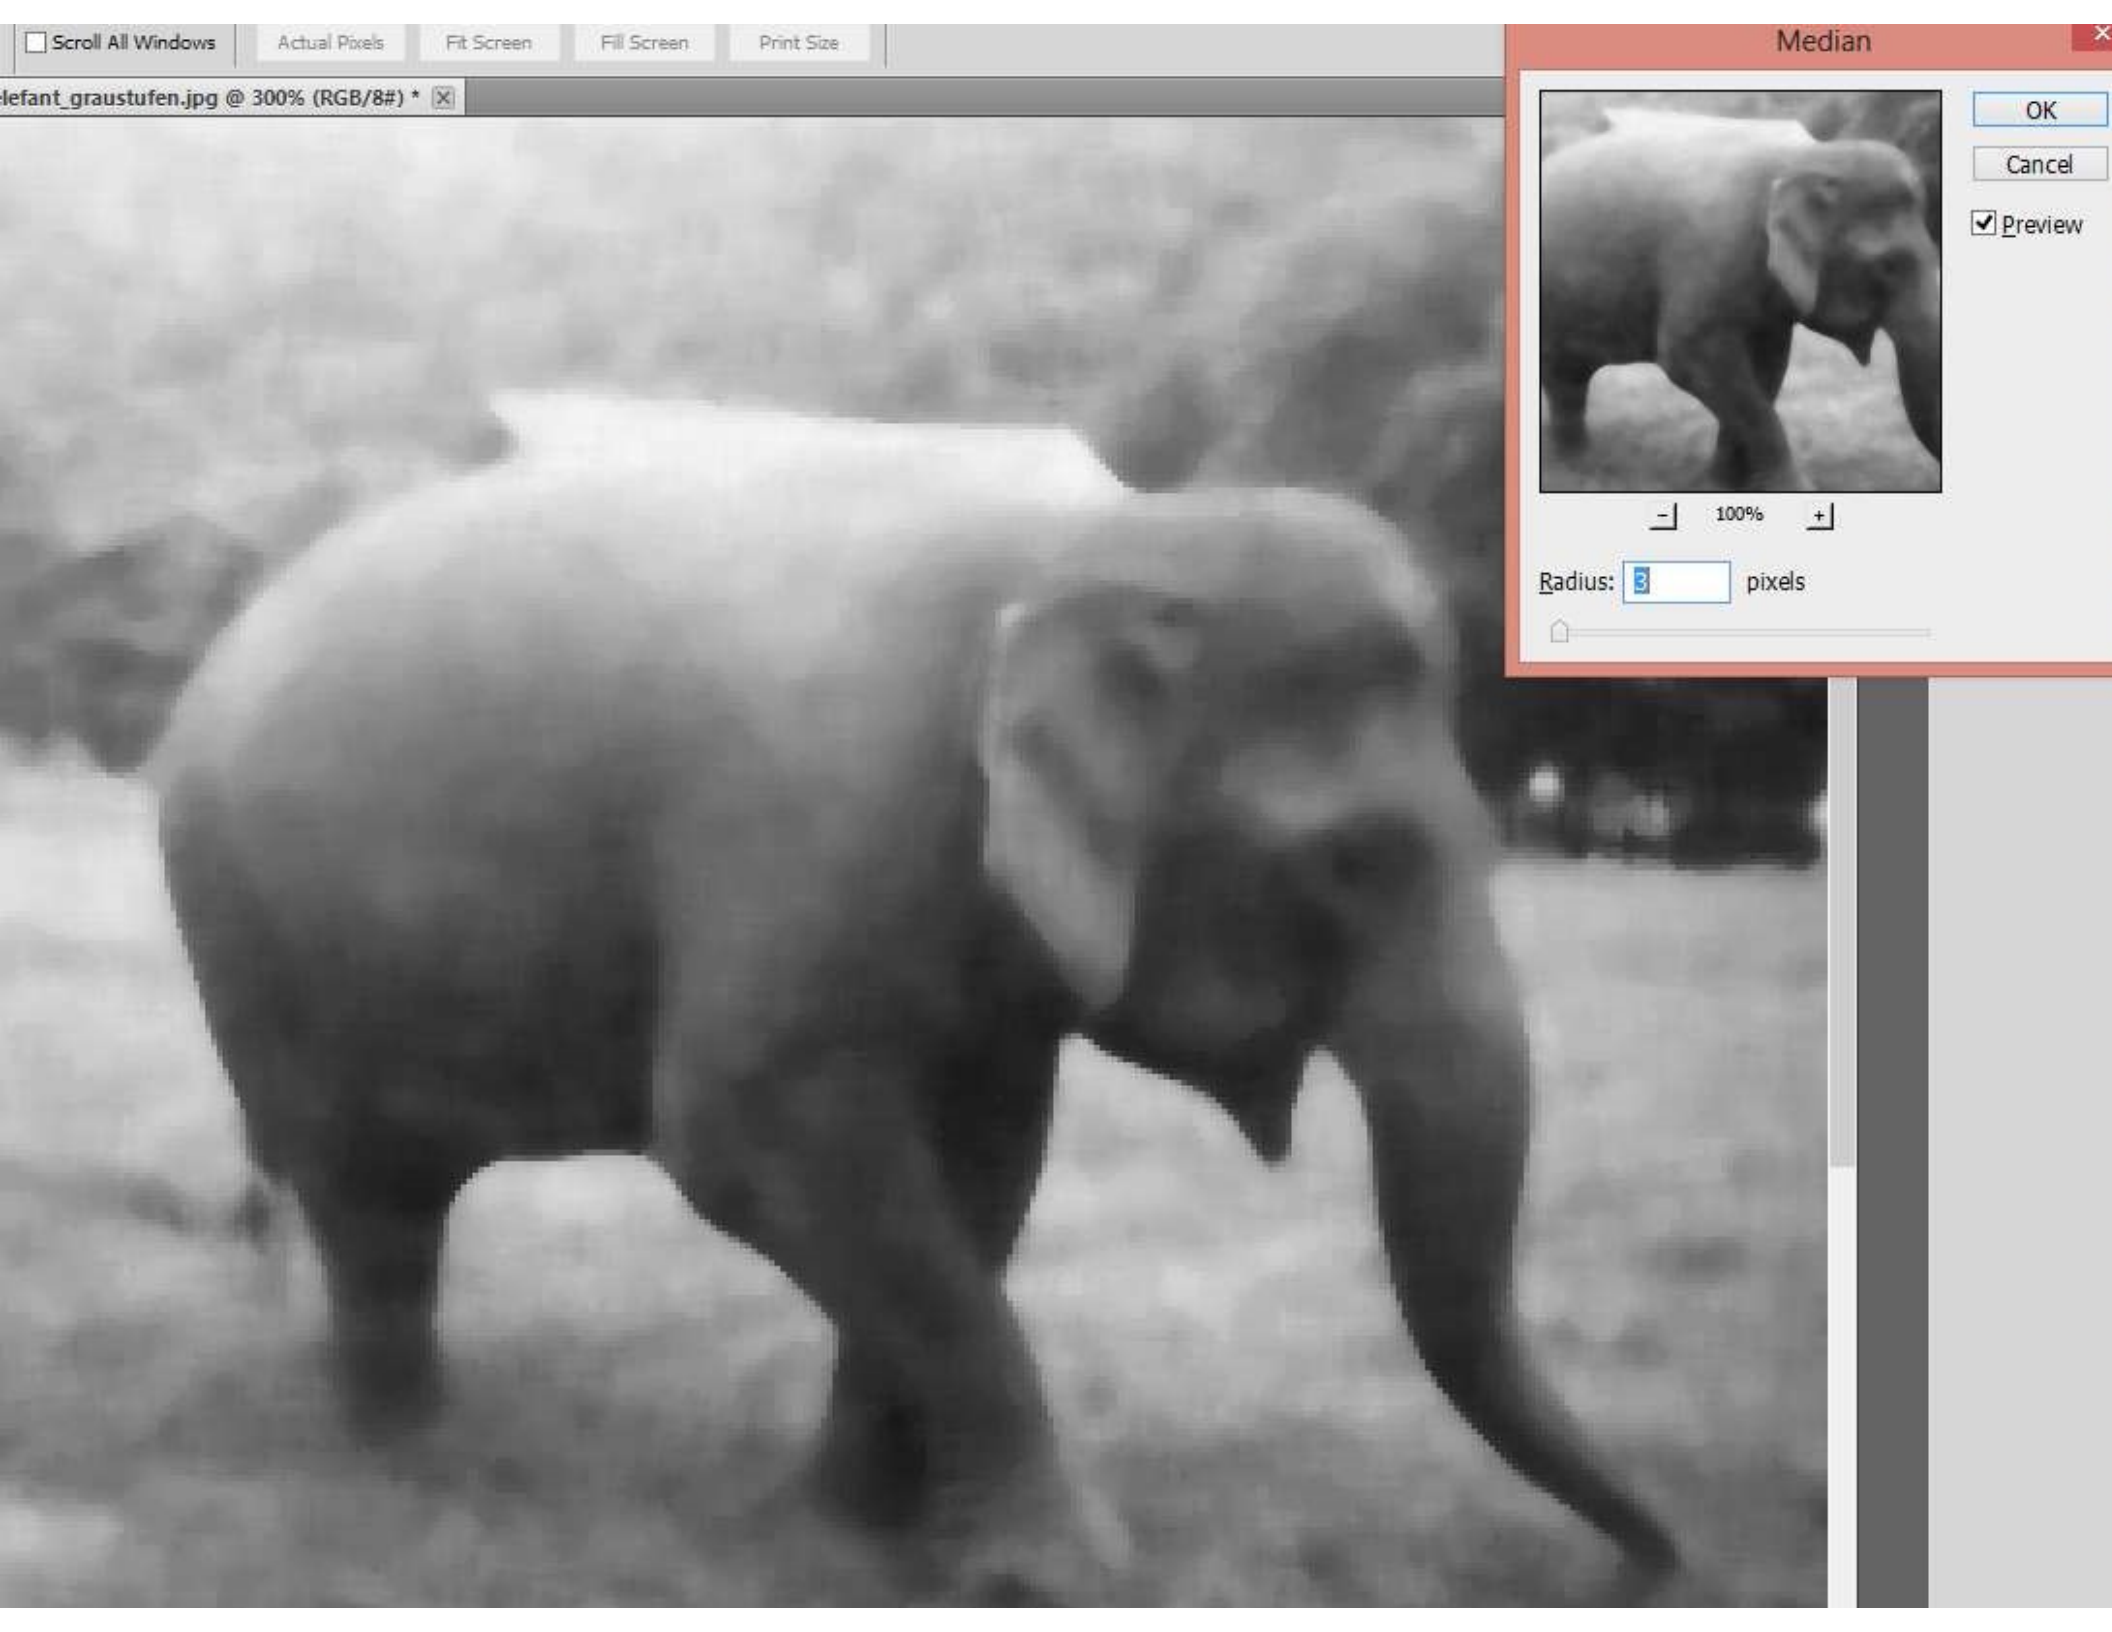 Scroll All Windows Actual Pixels Fit Screen Fill Screen Print Size
Median
elefant_graustufen.jpg @ 300% (RGB/8#) *
OK
Cancel
Preview
100%
Radius: 3 pixels